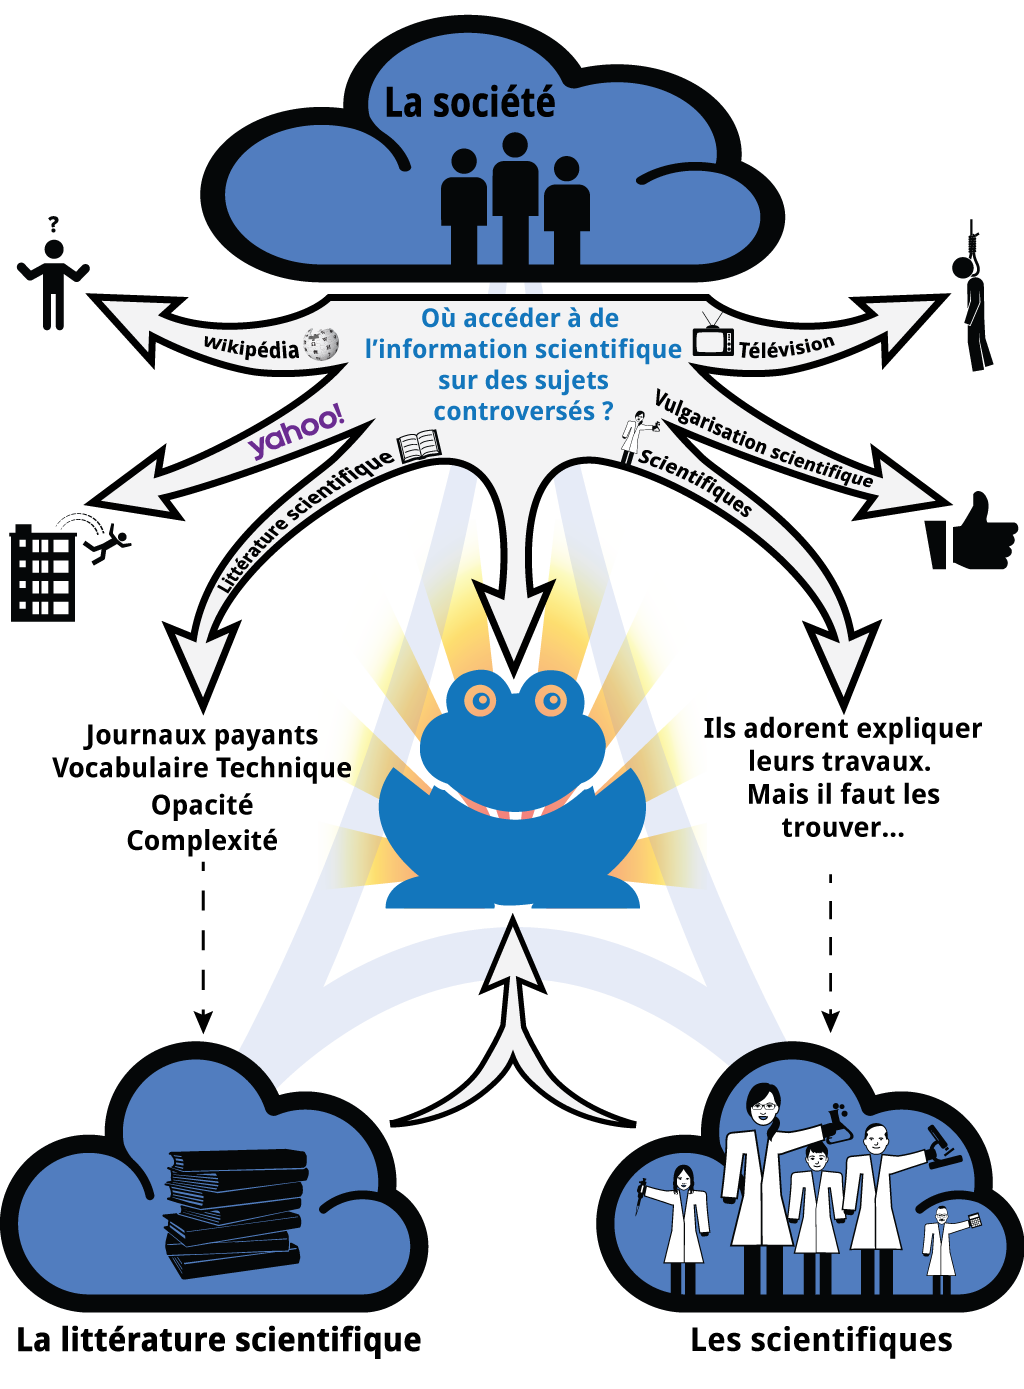 La société
?
Où accéder à de
l'information scientifique
sur des sujets
controversés ?
Wikipédia
Télévision
yahoo!
Vulgarisation scientifique
Littérature scientifique
Scientifiques
Journaux payants
Vocabulaire Technique
Opacité
Complexité
Ils adorent expliquer
leurs travaux.
Mais il faut les
trouver...
La littérature scientifique
Les scientifiques